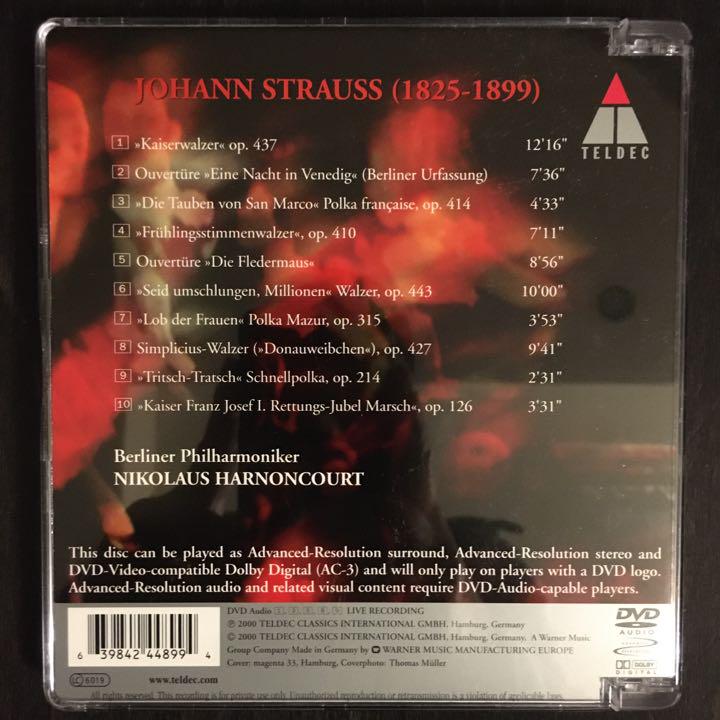 JOHANN STRAUSS (1825-1899)
TELDEC
1 »Kaiserwalzer« op. 437 12'16"
2 Ouvertüre »Eine Nacht in Venedig« (Berliner Urfassung) 7'36"
3 »Die Tauben von San Marco« Polka française, op. 414 4'33"
4 »Frühlingsstimmenwalzer«, op. 410 7'11"
5 Ouvertüre »Die Fledermaus« 8'56"
6 »Seid umschlungen, Millionen« Walzer, op. 443 10'00"
7 »Lob der Frauen« Polka Mazur, op. 315 3'53"
8 Simplicius-Walzer (»Donauweibchen«), op. 427 9'41"
9 »Tritsch-Tratsch« Schnellpolka, op. 214 2'31"
10 »Kaiser Franz Josef I. Rettungs-Jubel Marsch«, op. 126 3'31"
Berliner Philharmoniker
NIKOLAUS HARNONCOURT
This disc can be played as Advanced-Resolution surround, Advanced-Resolution stereo and
DVD-Video-compatible Dolby Digital (AC-3) and will only play on players with a DVD logo.
Advanced-Resolution audio and related visual content require DVD-Audio-capable players.
DVD Audio LIVE RECORDING
℗ 2000 TELDEC CLASSICS INTERNATIONAL GMBH, Hamburg, Germany
© 2000 TELDEC CLASSICS INTERNATIONAL GMBH, Hamburg, Germany. A Warner Music
Group Company Made in Germany by WARNER MUSIC MANUFACTURING EUROPE
Cover: magenta 33, Hamburg, Coverphoto: Thomas Müller
6 39842 44899 4
LC 6019
www.teldec.com
DVD
AUDIO
DOLBY
DIGITAL
All rights reserved. This recording is for private use only. Unauthorized reproduction or retransmission is a violation of applicable laws.